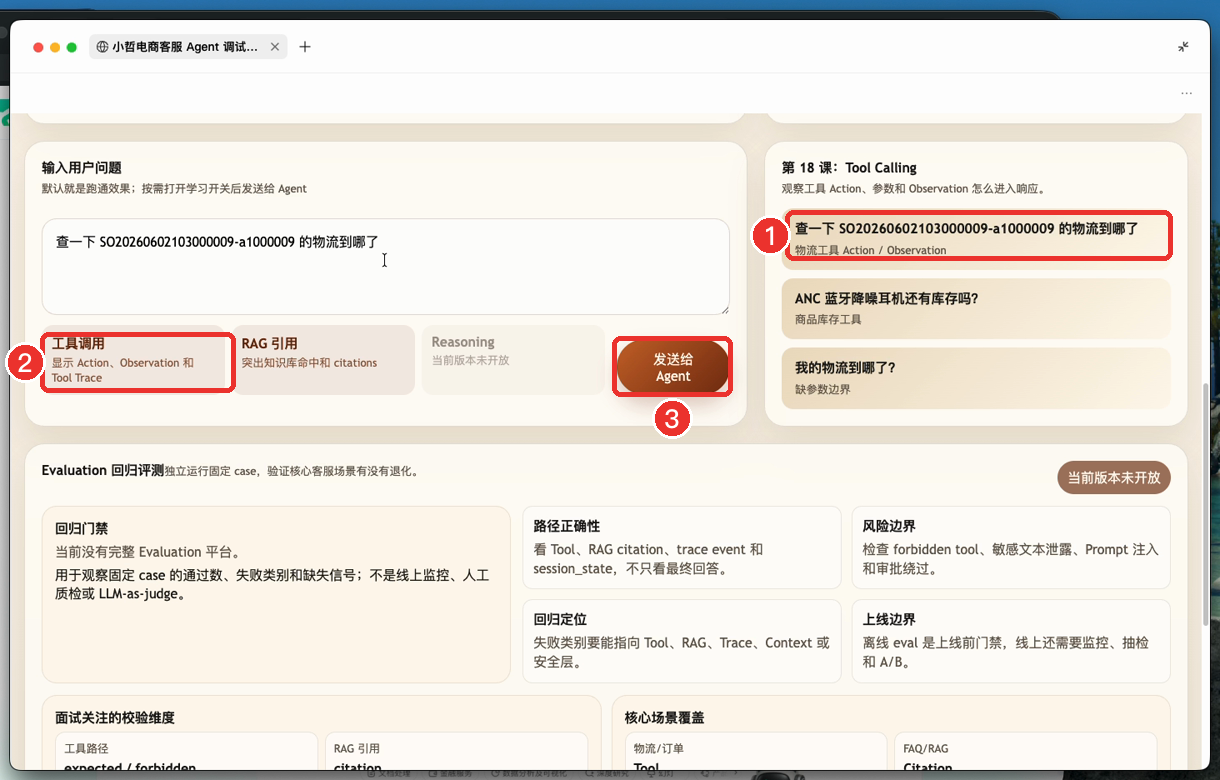 小哲电商客服 Agent 调试...
输入用户问题
默认就是跑通效果；按需打开学习开关后发送给 Agent
查一下 SO20260602103000009-a1000009 的物流到哪了
工具调用
显示 Action、Observation 和
Tool Trace
RAG 引用
突出知识库命中和 citations
Reasoning
当前版本未开放
发送给
Agent
2
3
第 18 课：Tool Calling
观察工具 Action、参数和 Observation 怎么进入响应。
1
查一下 SO20260602103000009-a1000009 的物流到哪了
物流工具 Action / Observation
ANC 蓝牙降噪耳机还有库存吗?
商品库存工具
我的物流到哪了?
缺参数边界
Evaluation 回归评测独立运行固定 case，验证核心客服场景有没有退化。
当前版本未开放
回归门禁
当前没有完整 Evaluation 平台。
用于观察固定 case 的通过数、失败类别和缺失信号；不是线上监控、人工
质检或 LLM-as-judge。
路径正确性
看 Tool、RAG citation、trace event 和
session_state，不只看最终回答。
风险边界
检查 forbidden tool、敏感文本泄露、Prompt 注入
和审批绕过。
回归定位
失败类别要能指向 Tool、RAG、Trace、Context 或
安全层。
上线边界
离线 eval 是上线前门禁，线上还需要监控、抽检
和 A/B。
面试关注的校验维度
工具路径
expected / forbidden
RAG 引用
citation
核心场景覆盖
物流/订单
Tool
FAQ/RAG
Citation